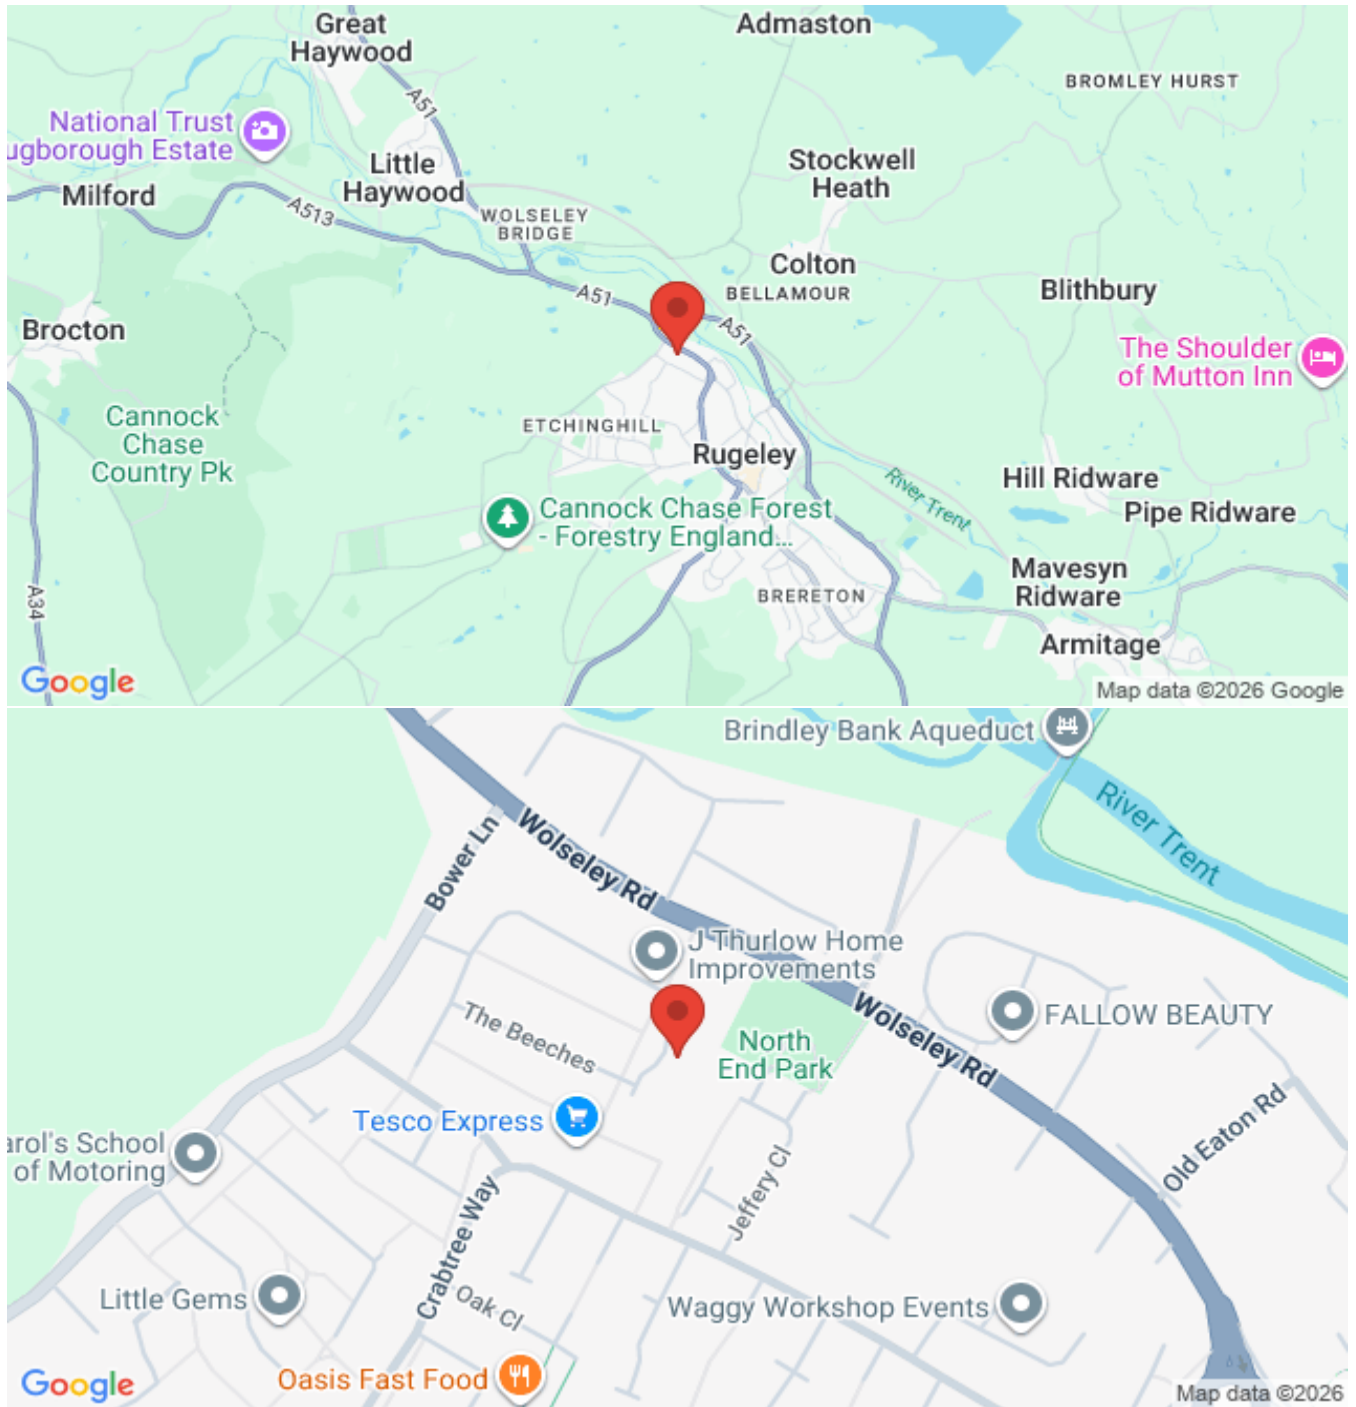 Great
Haywood
Admaston
BROMLEY HURST
A51
National Trust
ugborough Estate
Little
Haywood
Stockwell
Heath
Milford
A513
WOLSELEY
BRIDGE
Colton
BELLAMOUR
Blithbury
A51
A51
Brocton
The Shoulder
of Mutton Inn
Cannock
Chase
Country Pk
ETCHINGHILL
Rugeley
River Trent
Hill Ridware
Pipe Ridware
Cannock Chase Forest
- Forestry England...
Mavesyn
Ridware
BRERETON
A34
Armitage
Google
Map data ©2026 Google
Brindley Bank Aqueduct
River Trent
Wolseley Rd
Bower Ln
J Thurlow Home
Improvements
The Beeches
North
End Park
Wolseley Rd
FALLOW BEAUTY
Tesco Express
Old Eaton Rd
arol's School
of Motoring
Jeffery Cl
Crabtree Way
Little Gems
Oak Cl
Waggy Workshop Events
Oasis Fast Food
Google
Map data ©2026